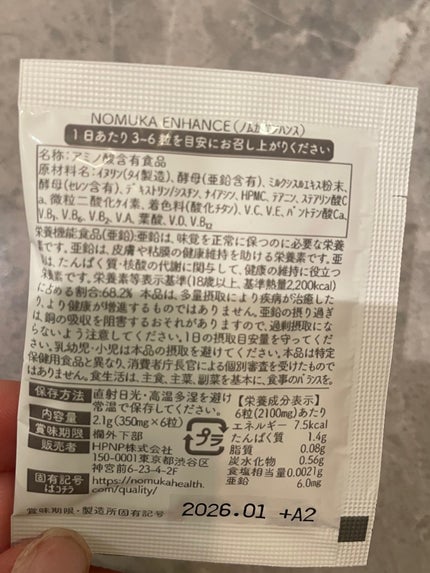 NOMUKA ENHANCE(ノムカ エンハンス)
1日あたり3-6粒を目安にお召し上がりください
名称:アミノ酸含有食品
原材料名:イヌリン(タイ製造)、酵母(亜鉛含有)、ミルクシスルエキス粉末、
酵母(セレン含有)、デキストリン/シスチン、ナイアシン、HPMC、テアニン、ステアリン酸C
a、微粒二酸化ケイ素、着色料(酸化チタン)、V.C、V.E、パントテン酸Ca、
V.B₁、V.B₆、V.B₂、V.A、葉酸、V.D、V.B₁₂
栄養機能食品(亜鉛):亜鉛は、味覚を正常に保つのに必要な栄養
素です。亜鉛は、皮膚や粘膜の健康維持を助ける栄養素です。亜
鉛は、たんぱく質・核酸の代謝に関与して、健康の維持に役立つ
栄養素です。栄養素等表示基準(18歳以上、基準熱量2,200kcal)
に占める割合:68.2% 本品は、多量摂取により疾病が治癒した
り、より健康が増進するものではありません。亜鉛の摂り過ぎ
は、銅の吸収を阻害するおそれがありますので、過剰摂取にな
らないよう注意してください。1日の摂取目安量を守ってくだ
さい。乳幼児・小児は本品の摂取を避けてください。本品は特定
保健用食品と異なり、消費者庁長官による個別審査を受けたもので
はありません。食生活は、主食、主菜、副菜を基本に、食事のバランスを。
保存方法 直射日光・高温多湿を避け
常温で保存してください。
内容量 2.1g(350mg×6粒)
賞味期限 欄外下部
販売者 HPNP株式会社
150-0001東京都渋谷区
神宮前6-23-4-2F
固有記号はコチラ https://nomukahealth.
com/quality/
プラ
【栄養成分表示】
6粒(2100mg)あたり
エネルギー 7.5kcal
たんぱく質 1.4g
脂質 0.08g
炭水化物 0.56g
食塩相当量 0.0021g
亜鉛 6.0mg
賞味期限・製造所固有記号 2026.01 +A2